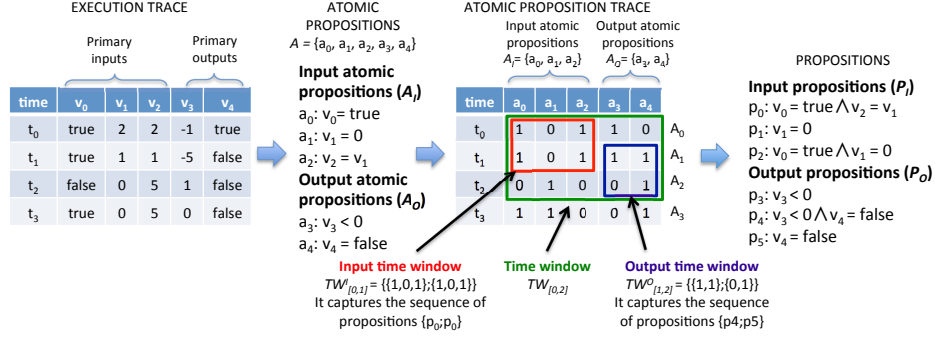 EXECUTION TRACE
Primary inputs
Primary outputs
time v0 v1 v2 v3 v4
t0 true 2 2 -1 true
t1 true 1 1 -5 false
t2 false 0 5 1 false
t3 true 0 5 0 false
ATOMIC
PROPOSITIONS
A = {a0, a1, a2, a3, a4}
Input atomic
propositions (AI)
a0: v0= true
a1: v1 = 0
a2: v2 = v1
Output atomic
propositions (AO)
a3: v3 < 0
a4: v4 = false
ATOMIC PROPOSITION TRACE
Input atomic
propositions
AI= {a0, a1, a2}
Output atomic
propositions
AO= {a3, a4}
time a0 a1 a2 a3 a4
t0 1 0 1 1 0 A0
t1 1 0 1 1 1 A1
t2 0 1 0 0 1 A2
t3 1 1 0 0 1 A3
Input time window
TWI[0,1] = {{1,0,1};{1,0,1}}
It captures the sequence of
propositions {p0;p0}
Time window
TW[0,2]
Output time window
TWO[1,2] = {{1,1};{0,1}}
It captures the sequence
of propositions {p4;p5}
PROPOSITIONS
Input propositions (PI)
p0: v0 = true ∧ v2 = v1
p1: v1 = 0
p2: v0 = true ∧ v1 = 0
Output propositions (PO)
p3: v3 < 0
p4: v3 < 0 ∧ v4 = false
p5: v4 = false